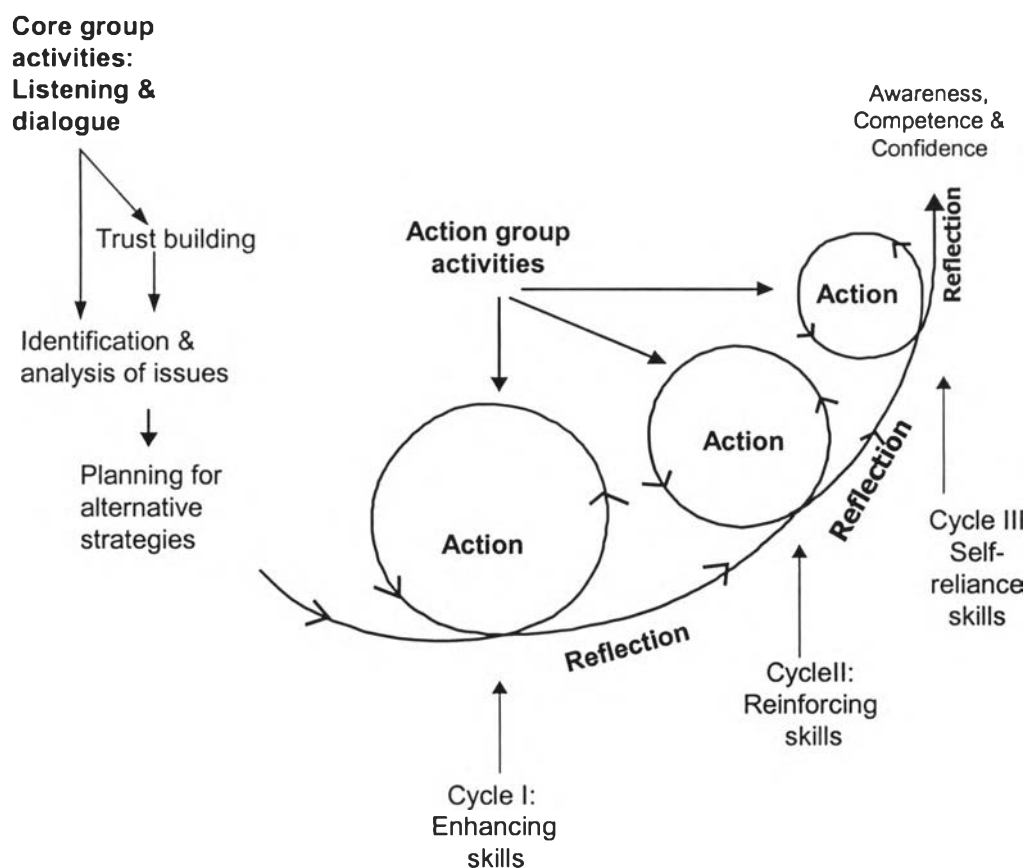 Core group
activities:
Listening &
dialogue
Trust building
Identification &
analysis of issues
Planning for
alternative
strategies
Action group
activities
Action
Action
Action
Reflection
Reflection
Reflection
Awareness,
Competence &
Confidence
Cycle I:
Enhancing
skills
CycleII:
Reinforcing
skills
Cycle III
Self-
reliance
skills